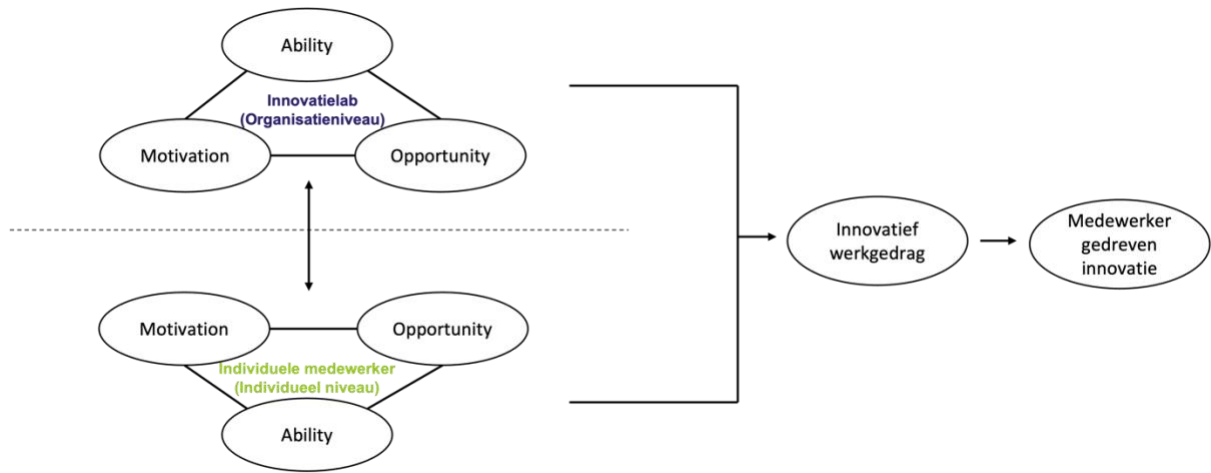 Ability
Innovatielab
(Organisatieniveau)
Motivation
Opportunity
Innovatief
werkgedrag
Medewerker
gedreven
innovatie
Motivation
Opportunity
Individuele medewerker
(Individueel niveau)
Ability